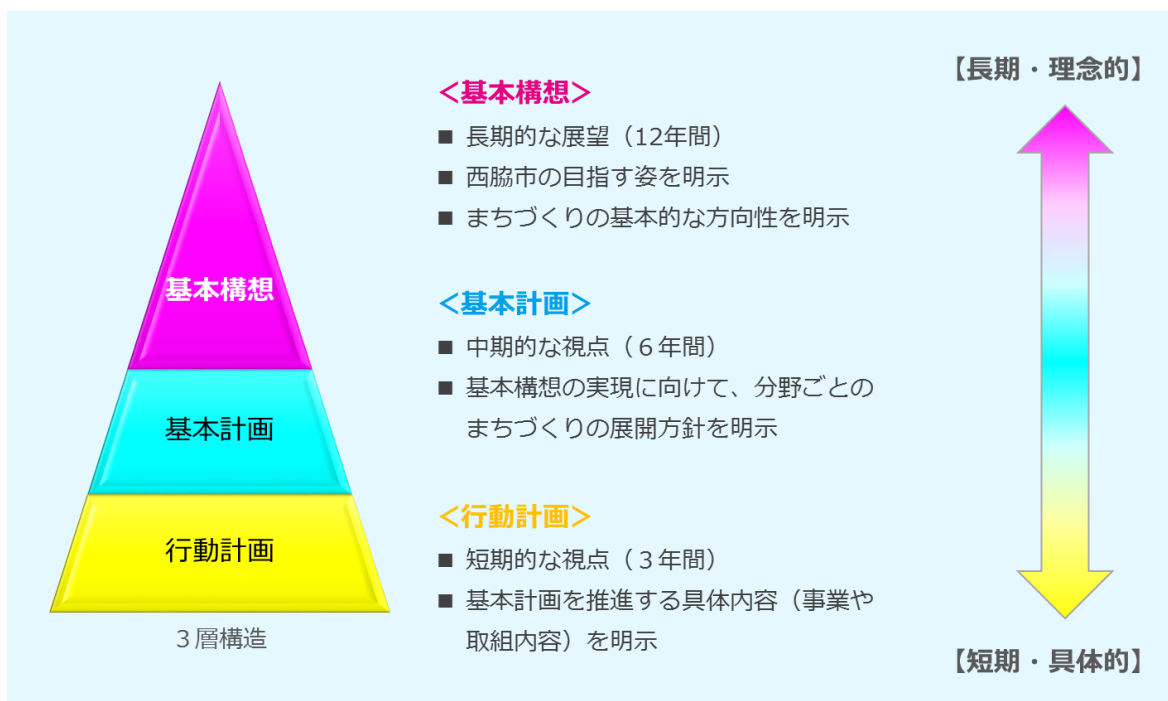 【長期・理念的】
＜基本構想＞
■ 長期的な展望（12年間）
■ 西脇市の目指す姿を明示
■ まちづくりの基本的な方向性を明示
基本構想
＜基本計画＞
■ 中期的な視点（６年間）
■ 基本構想の実現に向けて、分野ごとの
まちづくりの展開方針を明示
基本計画
＜行動計画＞
■ 短期的な視点（３年間）
■ 基本計画を推進する具体内容（事業や
取組内容）を明示
行動計画
３層構造
【短期・具体的】